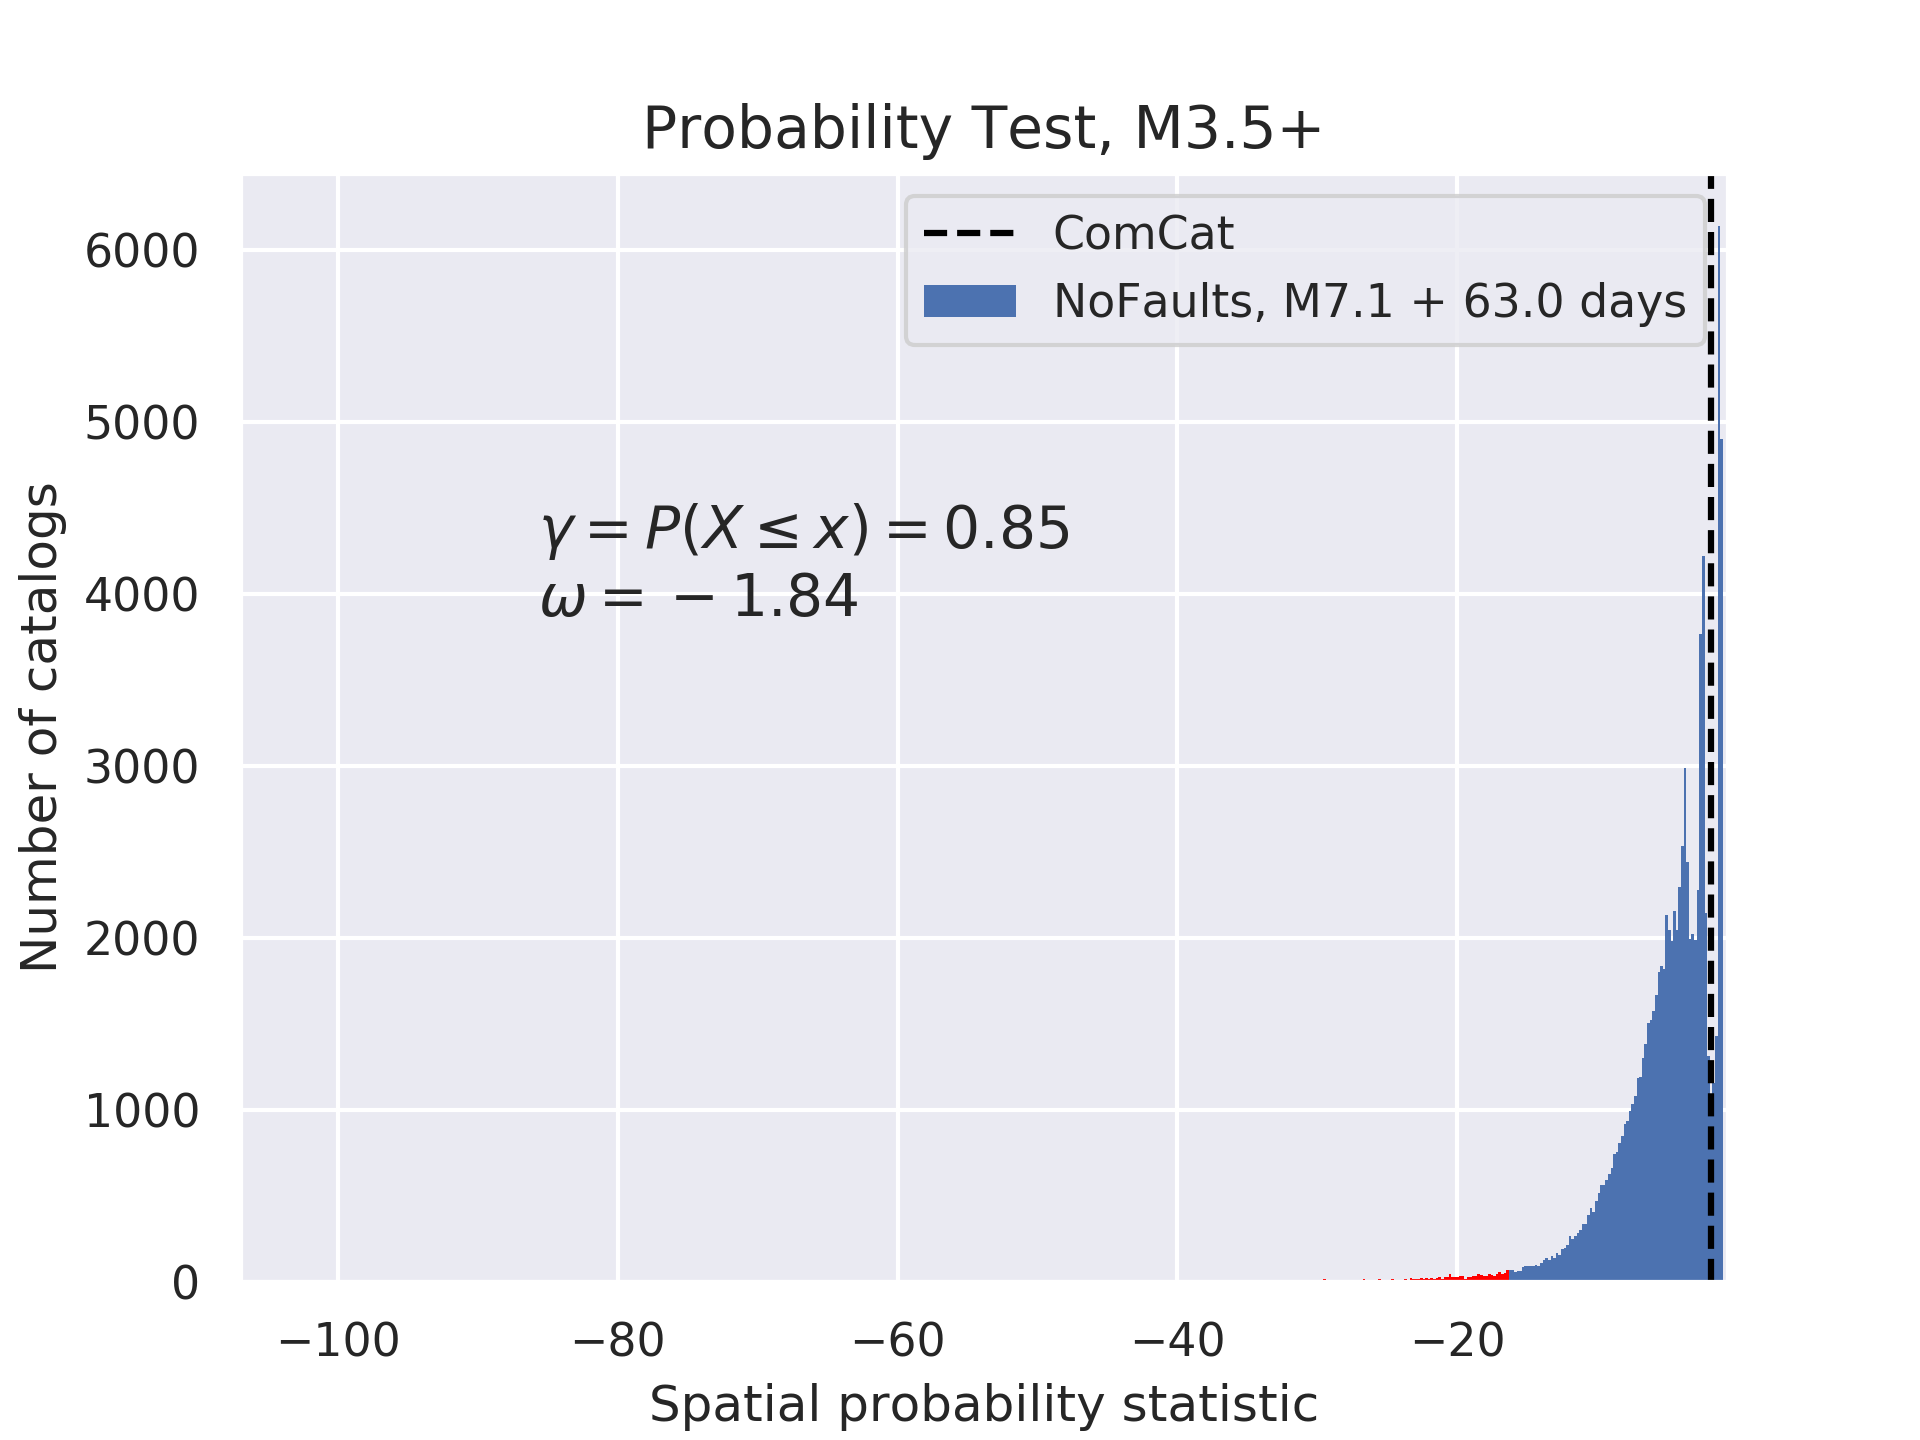 Probability Test, M3.5+
ComCat
NoFaults, M7.1 + 63.0 days
γ = P(X ≤ x) = 0.85
ω = − 1.84
Number of catalogs
6000
5000
4000
3000
2000
1000
0
−100 −80 −60 −40 −20
Spatial probability statistic